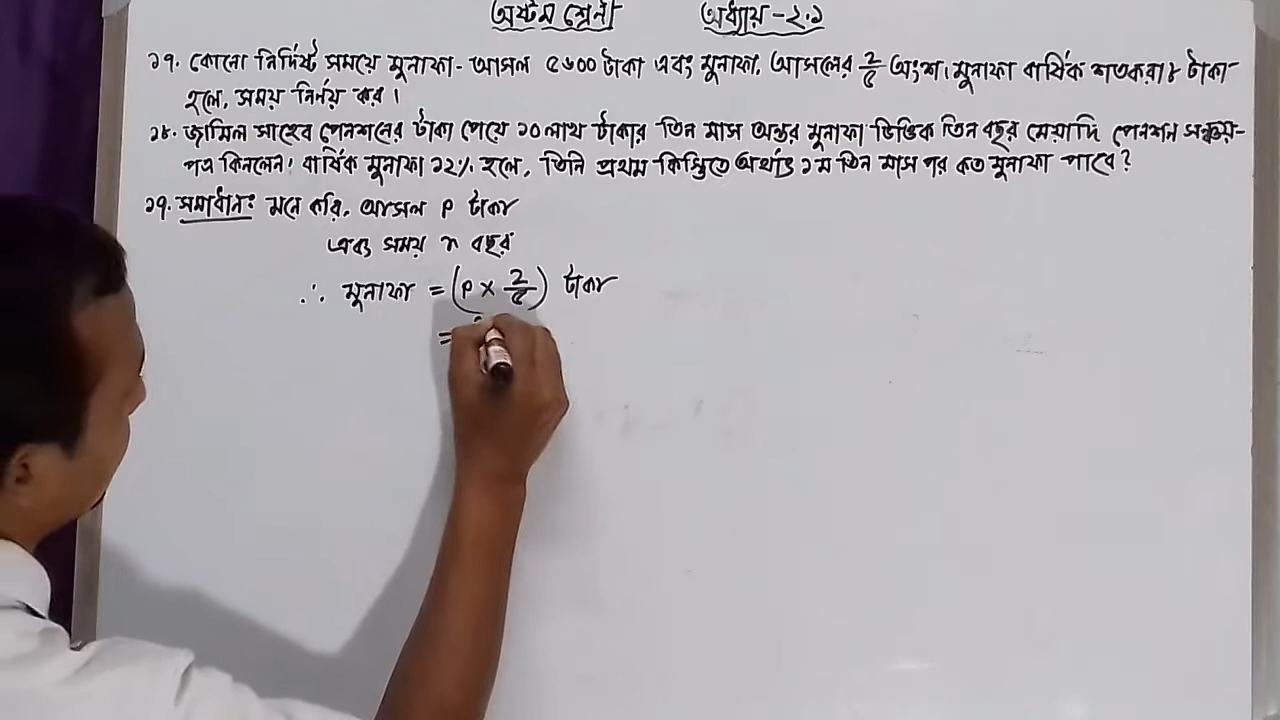 অষ্টম শ্রেণী অধ্যায় - ২.১
১৭. কোনো নির্দিষ্ট সময়ে মুনাফা - আসল ৫৬০০ টাকা এবং মুনাফা, আসলের ২/৫ অংশ। মুনাফা বার্ষিক শতকরা ৮ টাকা
হলে, সময় নির্ণয় কর।
১৮. জামিল সাহেব পেনশনের টাকা পেয়ে ১০ লাখ টাকার তিন মাস অন্তর মুনাফা ভিত্তিক তিন বছর মেয়াদি পেনশন সঞ্চয়-
পত্র কিনলেন। বার্ষিক মুনাফা ১২% হলে, তিনি প্রথম কিস্তিতে অর্থাৎ ১ম তিন মাস পর কত মুনাফা পাবে?
১৭. সমাধান: মনে করি, আসল P টাকা
এবং সময় n বছর
∴ মুনাফা = (P × ২/৫) টাকা
=